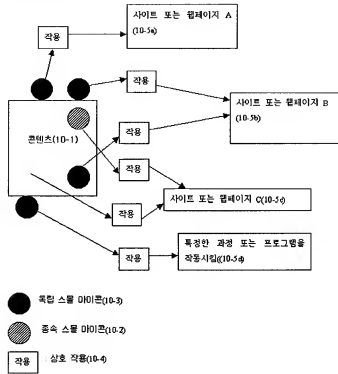 사이트 또는 웹페이지 A
(10-5a)
작용
작용
사이트 또는 웹페이지 B
(10-5b)
콘텐츠(10-1)
작용
작용
사이트 또는 웹페이지 C(10-5c)
작용
특정한 과정 또는 프로그램을
작동시킴((10-5d)
작용
독립 스몰 아이콘(10-3)
종속 스몰 아이콘(10-2)
작용 : 상호 작용(10-4)